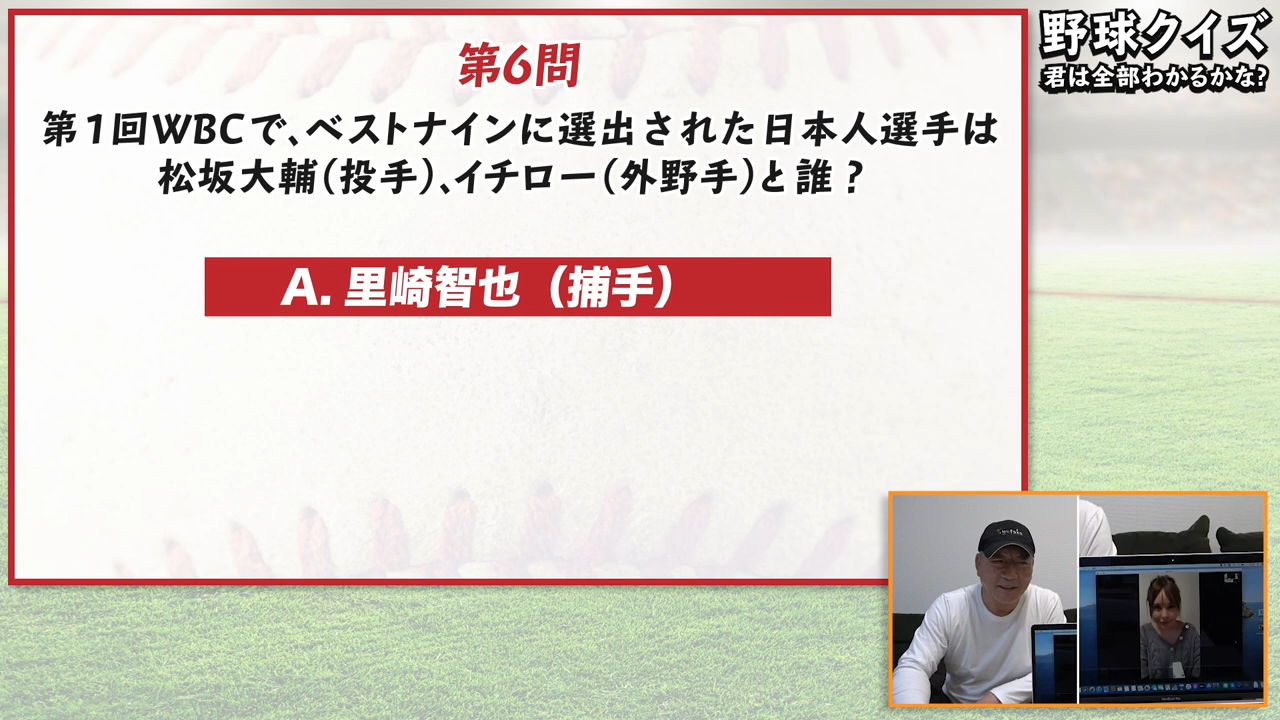 第6問
第1回WBCで、ベストナインに選出された日本人選手は
松坂大輔（投手）、イチロー（外野手）と誰？
A. 里崎智也（捕手）
野球クイズ
君は全部わかるかな?